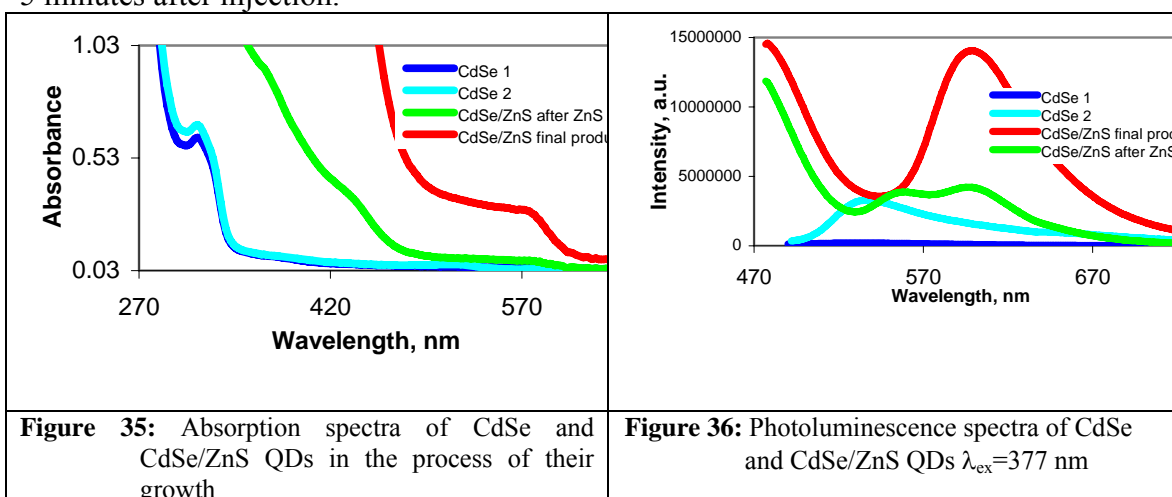 5 minutes after injection.
1.03
0.53
0.03
Absorbance
270
420
570
Wavelength, nm
CdSe 1
CdSe 2
CdSe/ZnS after ZnS
CdSe/ZnS final produ
15000000
10000000
5000000
0
Intensity, a.u.
470
570
670
Wavelength, nm
CdSe 1
CdSe 2
CdSe/ZnS final produ
CdSe/ZnS after ZnS
Figure 35: Absorption spectra of CdSe and
CdSe/ZnS QDs in the process of their
growth
Figure 36: Photoluminescence spectra of CdSe
and CdSe/ZnS QDs λex=377 nm